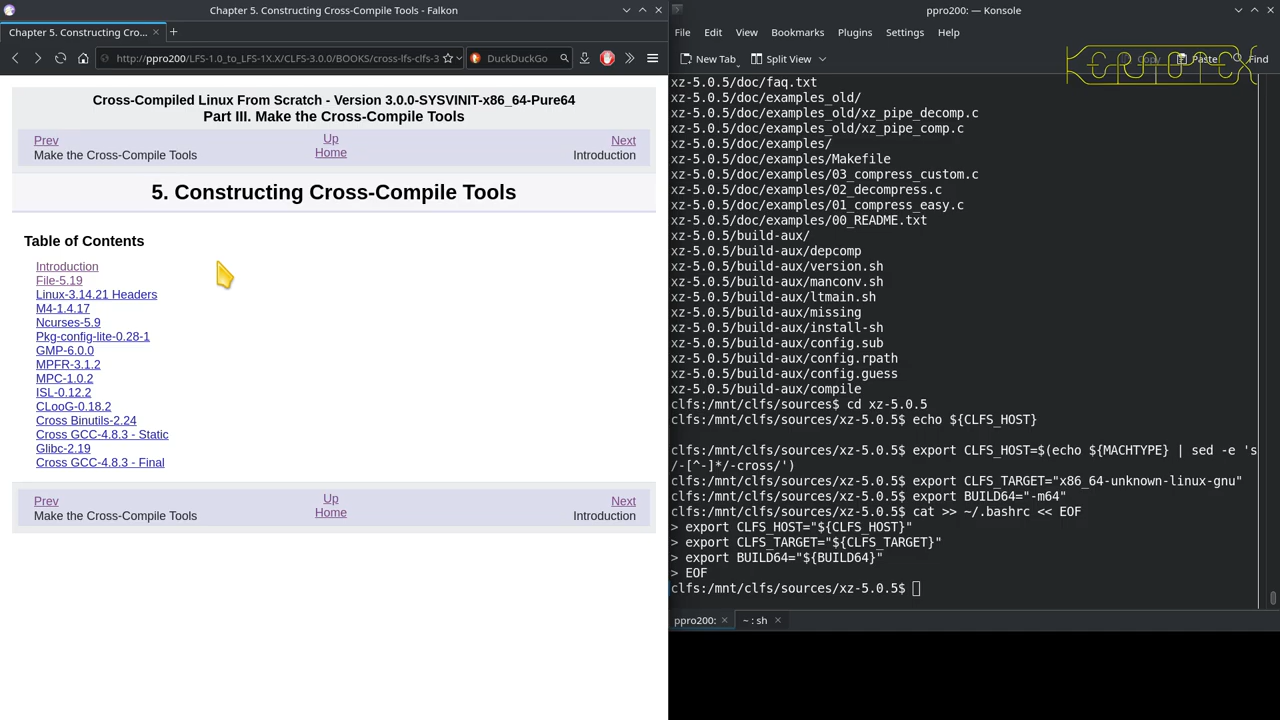 Chapter 5. Constructing Cross-Compile Tools - Falkon
Chapter 5. Constructing Cro...
http://ppro200/LFS-1.0_to_LFS-1X.X/CLFS-3.0.0/BOOKS/cross-lfs-clfs-3
DuckDuckGo
Cross-Compiled Linux From Scratch - Version 3.0.0-SYSVINIT-x86_64-Pure64
Part III. Make the Cross-Compile Tools
Prev
Up
Next
Make the Cross-Compile Tools
Home
Introduction
5. Constructing Cross-Compile Tools
Table of Contents
Introduction
File-5.19
Linux-3.14.21 Headers
M4-1.4.17
Ncurses-5.9
Pkg-config-lite-0.28-1
GMP-6.0.0
MPFR-3.1.2
MPC-1.0.2
ISL-0.12.2
CLooG-0.18.2
Cross Binutils-2.24
Cross GCC-4.8.3 - Static
Glibc-2.19
Cross GCC-4.8.3 - Final
Prev
Up
Next
Make the Cross-Compile Tools
Home
Introduction
ppro200: — Konsole
File Edit View Bookmarks Plugins Settings Help
New Tab Split View Copy Paste Find
xz-5.0.5/doc/faq.txt
xz-5.0.5/doc/examples_old/
xz-5.0.5/doc/examples_old/xz_pipe_decomp.c
xz-5.0.5/doc/examples_old/xz_pipe_comp.c
xz-5.0.5/doc/examples/
xz-5.0.5/doc/examples/Makefile
xz-5.0.5/doc/examples/03_compress_custom.c
xz-5.0.5/doc/examples/02_decompress.c
xz-5.0.5/doc/examples/01_compress_easy.c
xz-5.0.5/doc/examples/00_README.txt
xz-5.0.5/build-aux/
xz-5.0.5/build-aux/depcomp
xz-5.0.5/build-aux/version.sh
xz-5.0.5/build-aux/manconv.sh
xz-5.0.5/build-aux/ltmain.sh
xz-5.0.5/build-aux/missing
xz-5.0.5/build-aux/install-sh
xz-5.0.5/build-aux/config.sub
xz-5.0.5/build-aux/config.rpath
xz-5.0.5/build-aux/config.guess
xz-5.0.5/build-aux/compile
clfs:/mnt/clfs/sources$ cd xz-5.0.5
clfs:/mnt/clfs/sources/xz-5.0.5$ echo ${CLFS_HOST}
clfs:/mnt/clfs/sources/xz-5.0.5$ export CLFS_HOST=$(echo ${MACHTYPE} | sed -e 's
/-[^-]*/-cross/')
clfs:/mnt/clfs/sources/xz-5.0.5$ export CLFS_TARGET="x86_64-unknown-linux-gnu"
clfs:/mnt/clfs/sources/xz-5.0.5$ export BUILD64="-m64"
clfs:/mnt/clfs/sources/xz-5.0.5$ cat >> ~/.bashrc << EOF
> export CLFS_HOST="${CLFS_HOST}"
> export CLFS_TARGET="${CLFS_TARGET}"
> export BUILD64="${BUILD64}"
> EOF
clfs:/mnt/clfs/sources/xz-5.0.5$
ppro200:
~ : sh